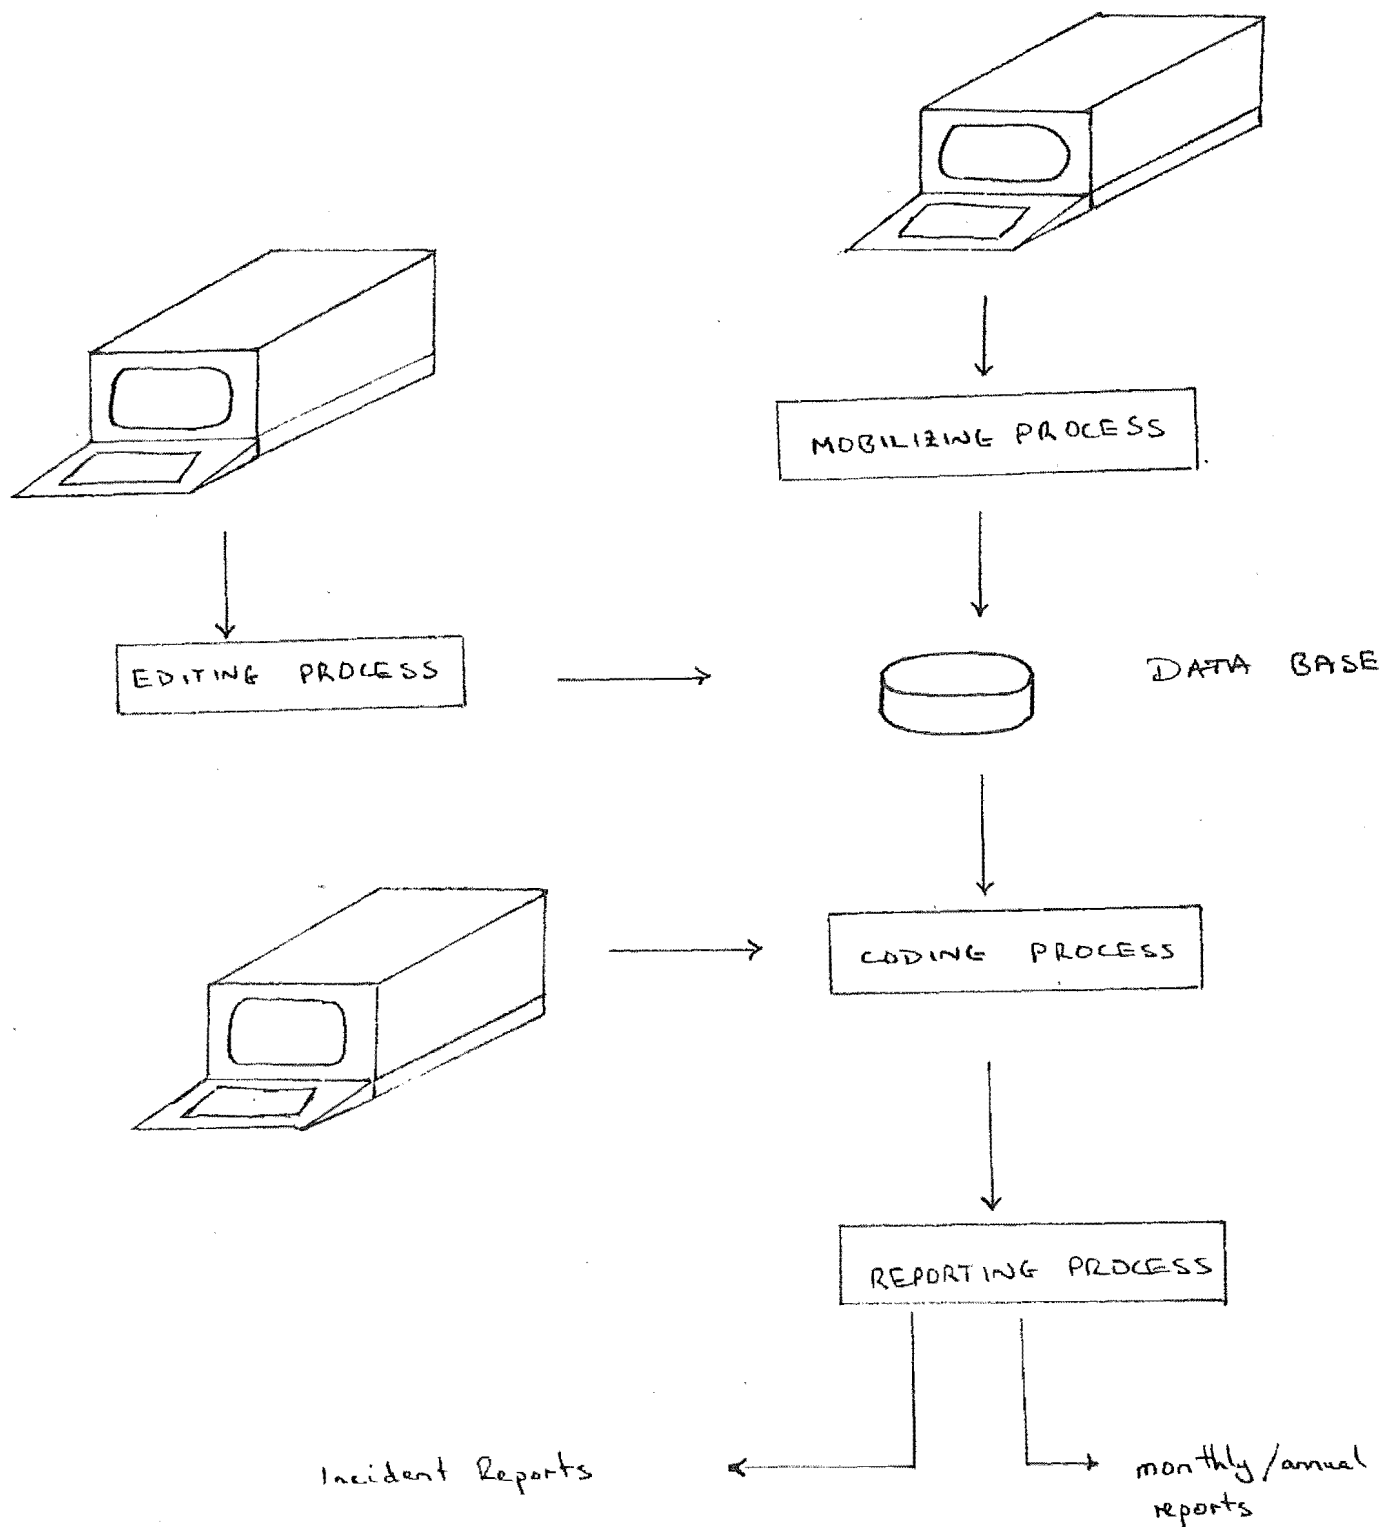 MOBILIZING PROCESS
EDITING PROCESS
DATA BASE
CODING PROCESS
REPORTING PROCESS
Incident Reports
monthly/annual
reports